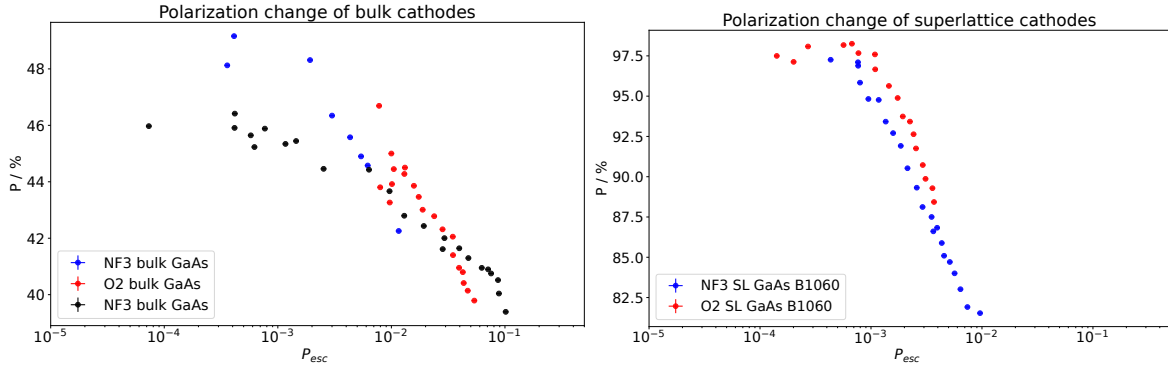 Polarization change of bulk cathodes
P / %
48
46
44
42
40
NF3 bulk GaAs
O2 bulk GaAs
NF3 bulk GaAs
10⁻⁵ 10⁻⁴ 10⁻³ 10⁻² 10⁻¹
P_esc
Polarization change of superlattice cathodes
P / %
97.5
95.0
92.5
90.0
87.5
85.0
82.5
NF3 SL GaAs B1060
O2 SL GaAs B1060
10⁻⁵ 10⁻⁴ 10⁻³ 10⁻² 10⁻¹
P_esc